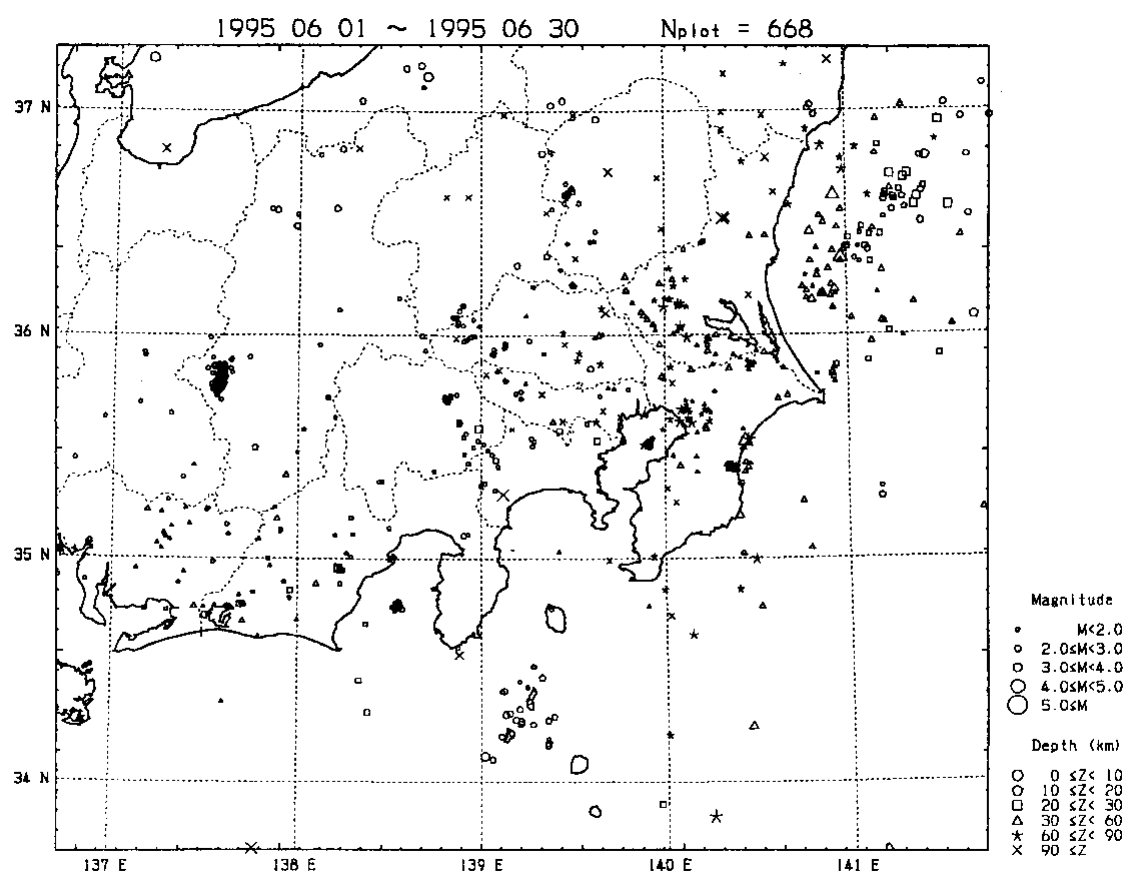 1995 06 01 ~ 1995 06 30 Nplot = 668
37 N
36 N
35 N
34 N
137 E 138 E 139 E 140 E 141 E
Magnitude
M<2.0
2.0≤M<3.0
3.0≤M<4.0
4.0≤M<5.0
5.0≤M
Depth (km)
0 ≤Z< 10
10 ≤Z< 20
20 ≤Z< 30
30 ≤Z< 60
60 ≤Z< 90
90 ≤Z